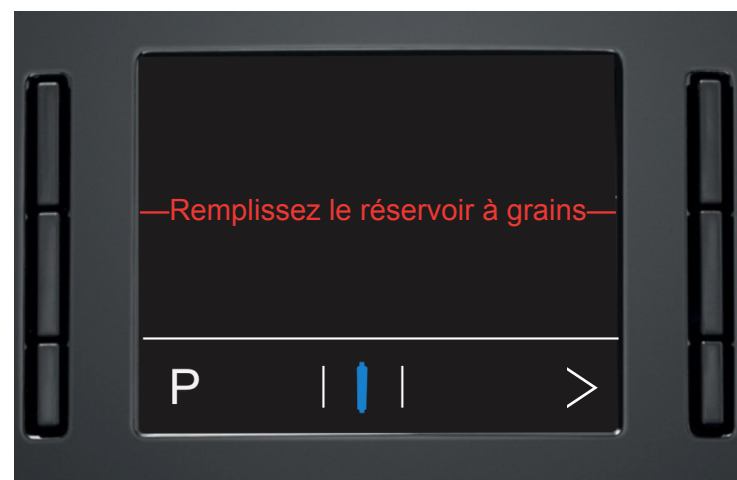 —Remplissez le réservoir à grains—
P | | >